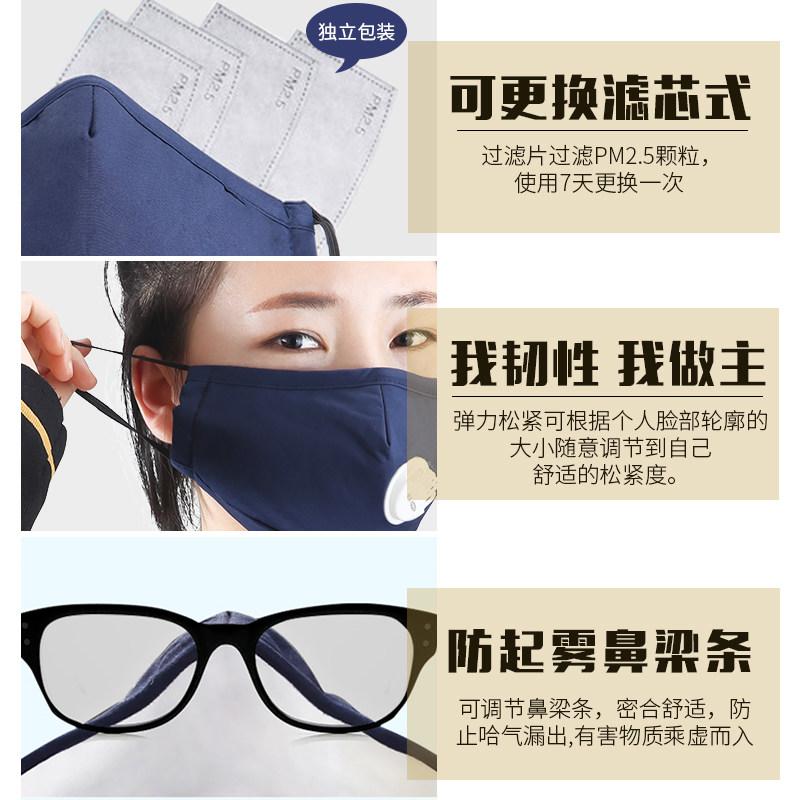 独立包装
PM2.5
PM2.5
PM2.5
PM2.5
可更换滤芯式
过滤片过滤PM2.5颗粒，
使用7天更换一次
我韧性 我做主
弹力松紧可根据个人脸部轮廓的
大小随意调节到自己
舒适的松紧度。
防起雾鼻梁条
可调节鼻梁条，密合舒适，防
止哈气漏出,有害物质乘虚而入